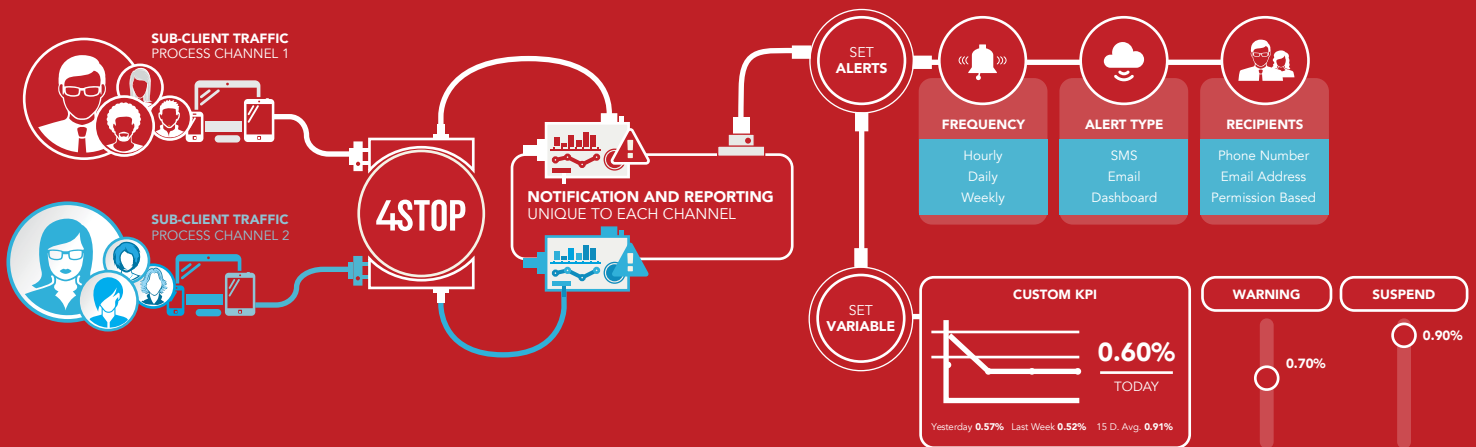 SUB-CLIENT TRAFFIC
PROCESS CHANNEL 1
SUB-CLIENT TRAFFIC
PROCESS CHANNEL 2
4STOP
NOTIFICATION AND REPORTING
UNIQUE TO EACH CHANNEL
SET
ALERTS
FREQUENCY
Hourly
Daily
Weekly
ALERT TYPE
SMS
Email
Dashboard
RECIPIENTS
Phone Number
Email Address
Permission Based
SET
VARIABLE
CUSTOM KPI
0.60%
TODAY
Yesterday 0.57% Last Week 0.52% 15 D. Avg. 0.91%
WARNING
0.70%
SUSPEND
0.90%